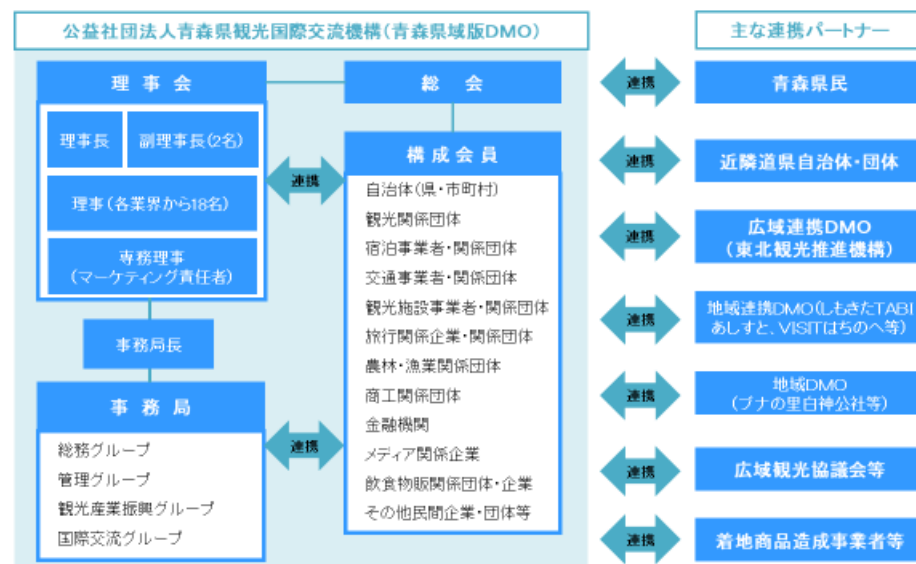 公益社団法人青森県観光国際交流機構(青森県域版DMO)
理事会
総会
理事長
副理事長(2名)
理事(各業界から18名)
専務理事
(マーケティング責任者)
連携
構成会員
自治体(県・市町村)
観光関係団体
宿泊事業者・関係団体
交通事業者・関係団体
観光施設事業者・関係団体
旅行関係企業・関係団体
農林・漁業関係団体
商工関係団体
金融機関
メディア関係企業
飲食物販関係団体・企業
その他民間企業・団体等
事務局長
事務局
総務グループ
管理グループ
観光産業振興グループ
国際交流グループ
連携
主な連携パートナー
連携
青森県民
連携
近隣道県自治体・団体
連携
広域連携DMO
(東北観光推進機構)
連携
地域連携DMO(しもきたTABI
あしすと、VISITはちのへ等)
連携
地域DMO
(ブナの里白神公社等)
連携
広域観光協議会等
連携
着地商品造成事業者等